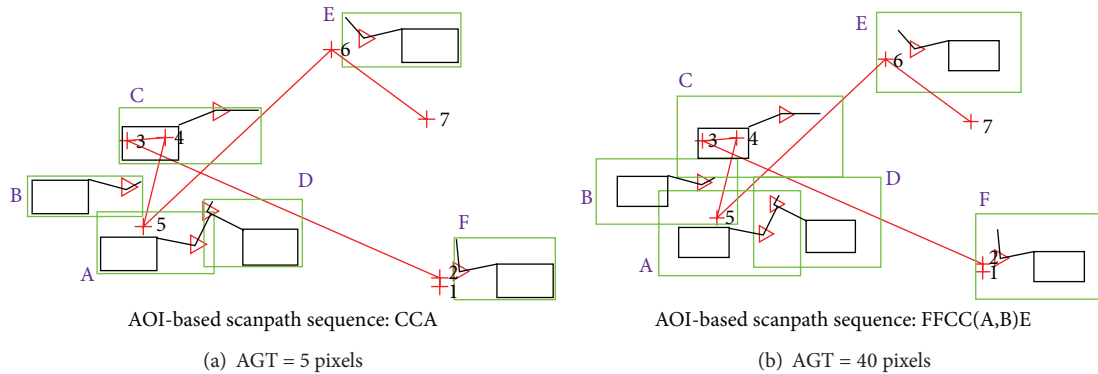 E
6
C
7
3
4
D
B
5
F
A
2
1
AOI-based scanpath sequence: CCA
(a) AGT = 5 pixels
E
6
C
7
3
4
D
B
5
F
A
2
1
AOI-based scanpath sequence: FFCC(A,B)E
(b) AGT = 40 pixels